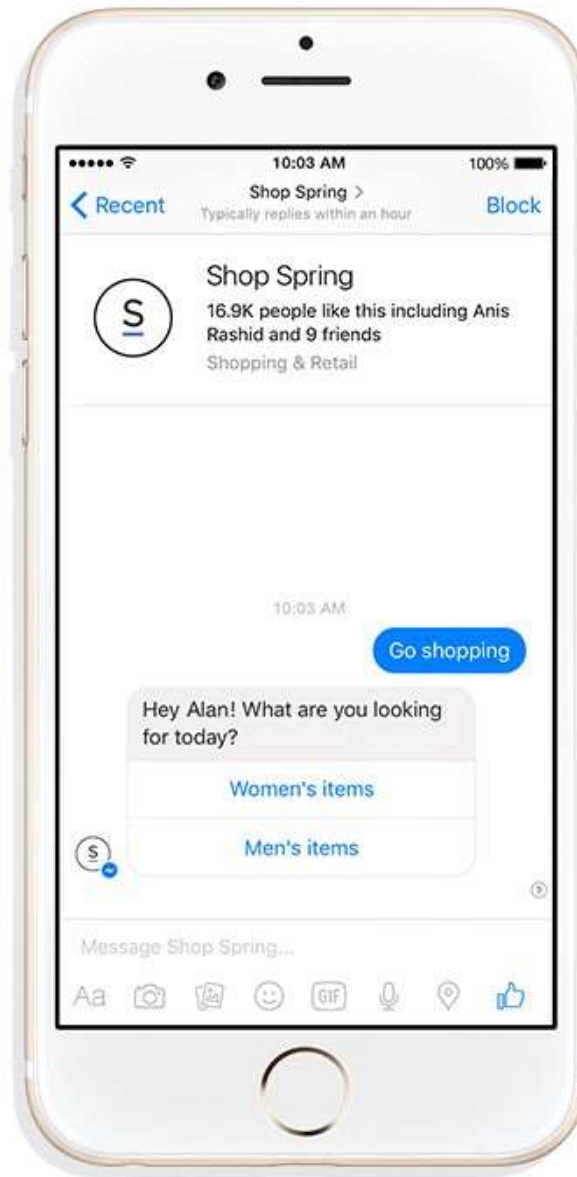 10:03 AM
100%
Recent
Shop Spring >
Typically replies within an hour
Block
S
Shop Spring
16.9K people like this including Anis
Rashid and 9 friends
Shopping & Retail
10:03 AM
Go shopping
Hey Alan! What are you looking
for today?
Women's items
Men's items
S
S
Message Shop Spring...
Aa
GIF